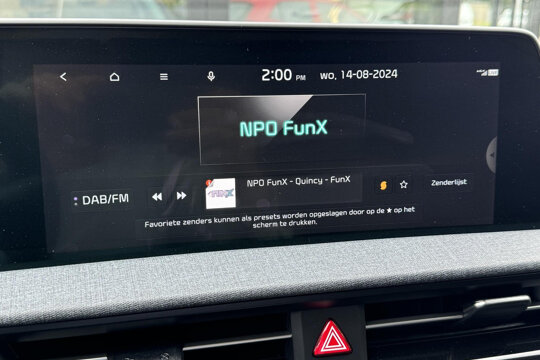 2:00 PM WO, 14-08-2024
NPO FunX
DAB/FM
NPO FunX - Quincy - FunX
Zenderlijst
Favoriete zenders kunnen als presets worden opgeslagen door op de ★ op het
scherm te drukken.